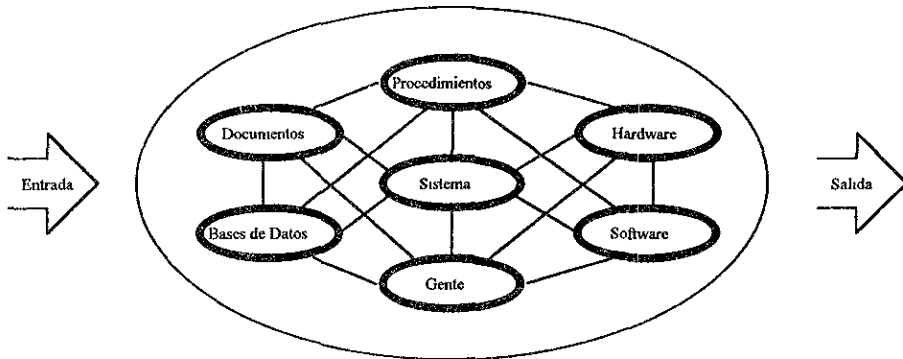 Procedimientos
Documentos
Hardware
Entrada
Sistema
Salida
Bases de Datos
Software
Gente